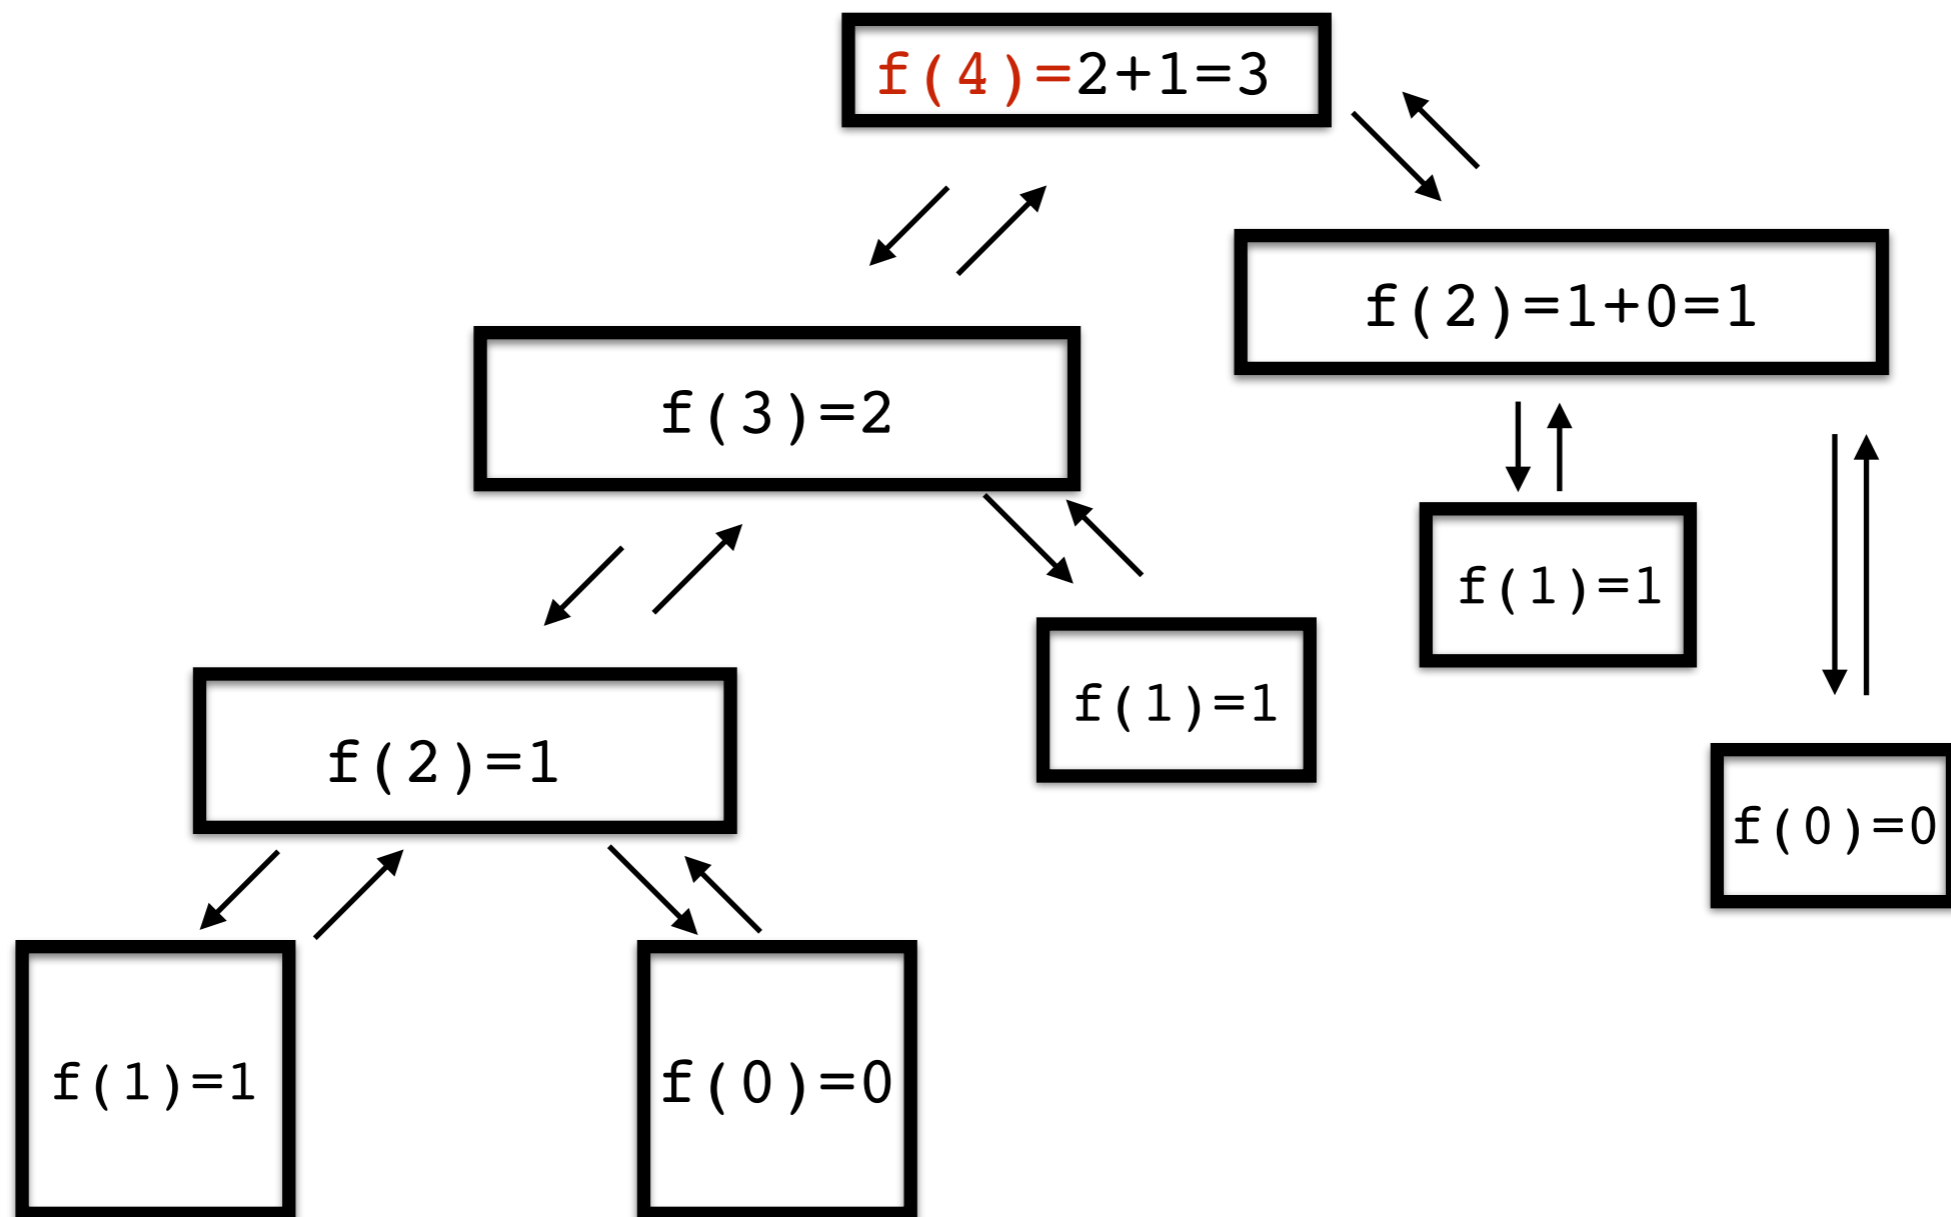 f(4)=2+1=3
f(2)=1+0=1
f(3)=2
f(1)=1
f(1)=1
f(2)=1
f(0)=0
f(1)=1
f(0)=0